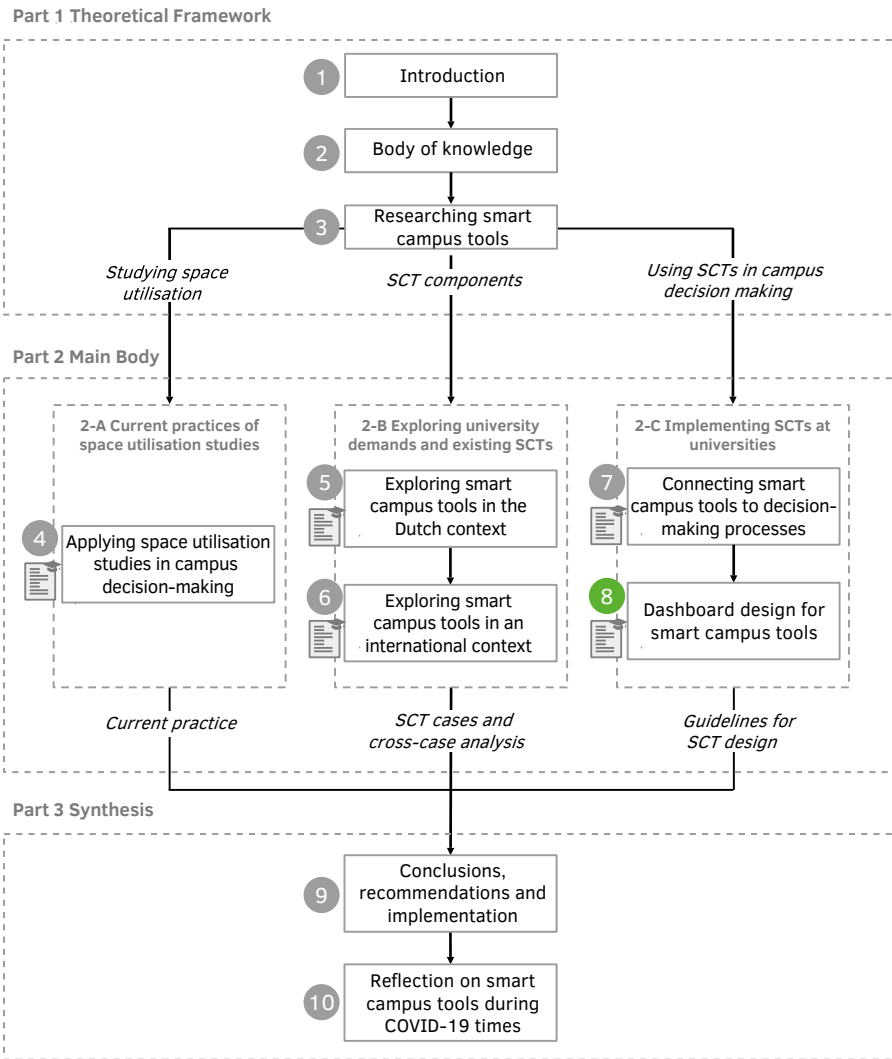 Part 1 Theoretical Framework
1
Introduction
2
Body of knowledge
3
Researching smart
campus tools
Studying space
utilisation
SCT components
Using SCTs in campus
decision making
Part 2 Main Body
2-A Current practices of
space utilisation studies
4
Applying space utilisation
studies in campus
decision-making
2-B Exploring university
demands and existing SCTs
5
Exploring smart
campus tools in the
Dutch context
6
Exploring smart
campus tools in an
international context
2-C Implementing SCTs at
universities
7
Connecting smart
campus tools to decision-
making processes
8
Dashboard design for
smart campus tools
Current practice
SCT cases and
cross-case analysis
Guidelines for
SCT design
Part 3 Synthesis
9
Conclusions,
recommendations and
implementation
10
Reflection on smart
campus tools during
COVID-19 times